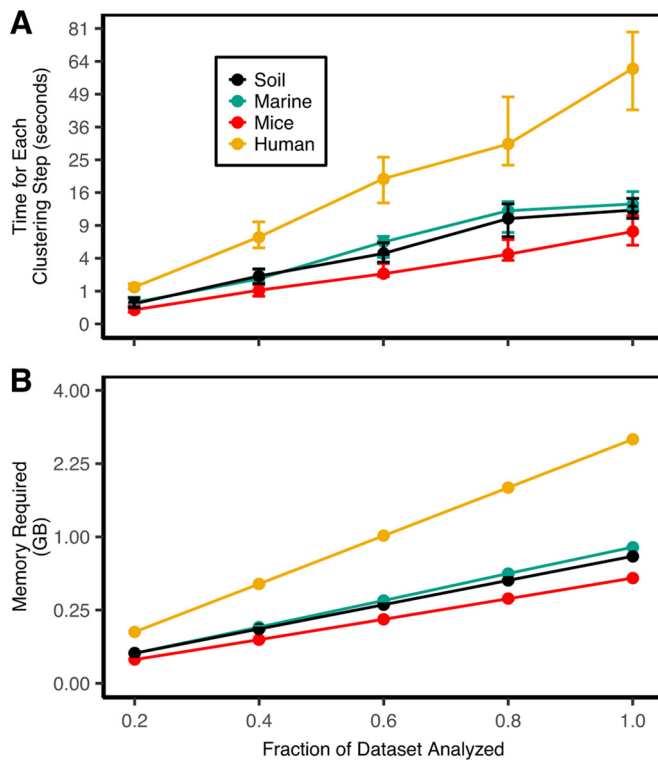 A
Time for Each
Clustering Step (seconds)
81
64
49
36
25
16
9
4
1
0
Soil
Marine
Mice
Human
B
Memory Required
(GB)
4.00
2.25
1.00
0.25
0.00
0.2 0.4 0.6 0.8 1.0
Fraction of Dataset Analyzed